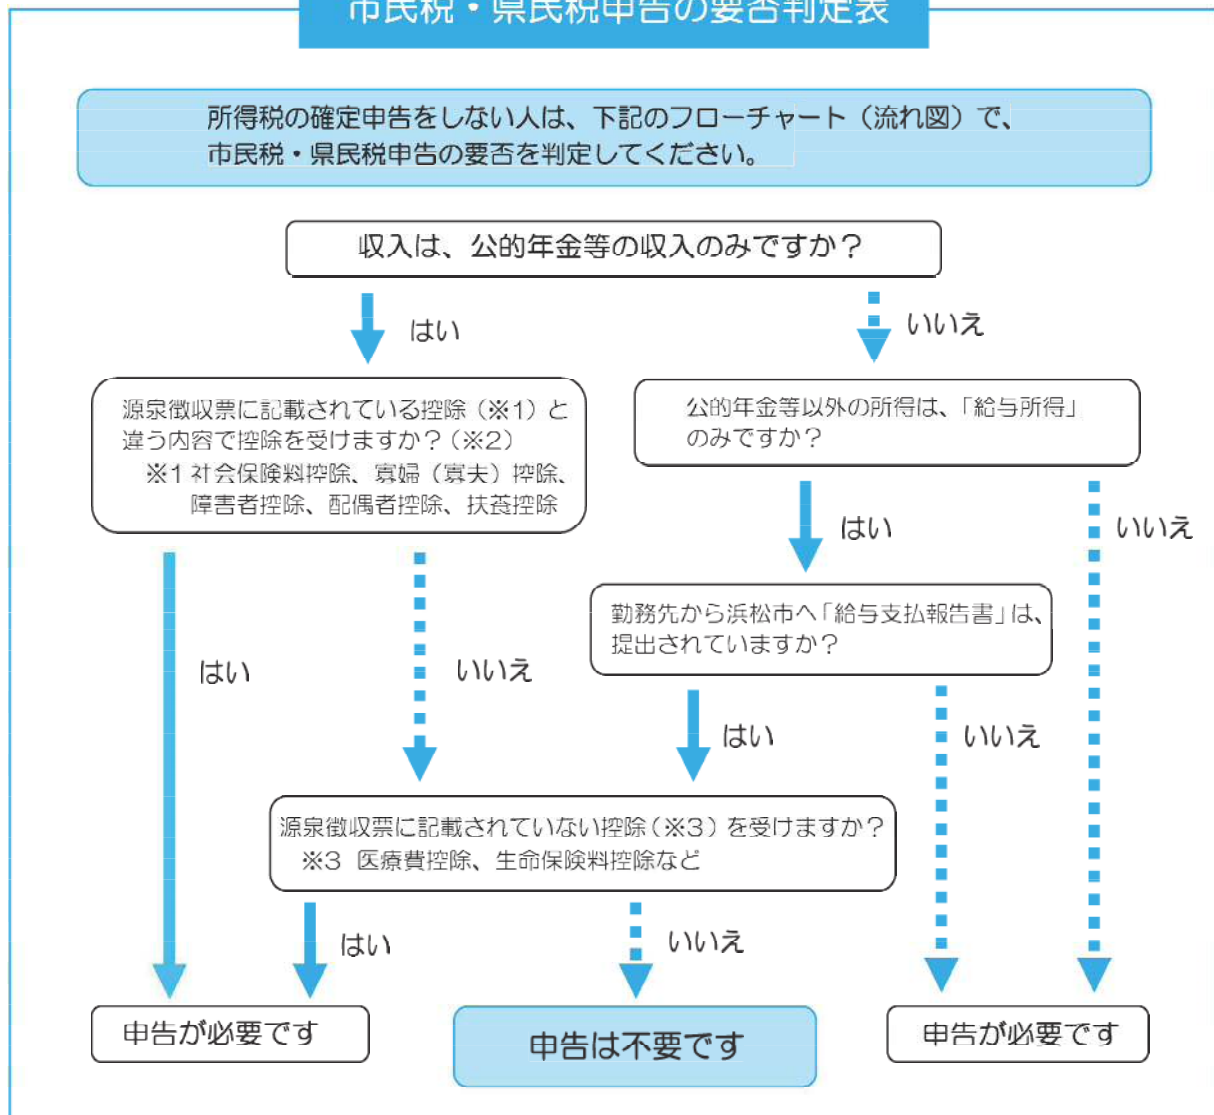 市民税・県民税申告の要否判定表
所得税の確定申告をしない人は、下記のフローチャート（流れ図）で、
市民税・県民税申告の要否を判定してください。
収入は、公的年金等の収入のみですか？
はい
いいえ
源泉徴収票に記載されている控除（※1）と
違う内容で控除を受けますか？（※2）
※1 社会保険料控除、寡婦（寡夫）控除、
障害者控除、配偶者控除、扶養控除
公的年金等以外の所得は、「給与所得」
のみですか？
はい
いいえ
勤務先から浜松市へ「給与支払報告書」は、
提出されていますか？
はい
いいえ
はい
いいえ
源泉徴収票に記載されていない控除（※3）を受けますか？
※3 医療費控除、生命保険料控除など
はい
いいえ
申告が必要です
申告は不要です
申告が必要です